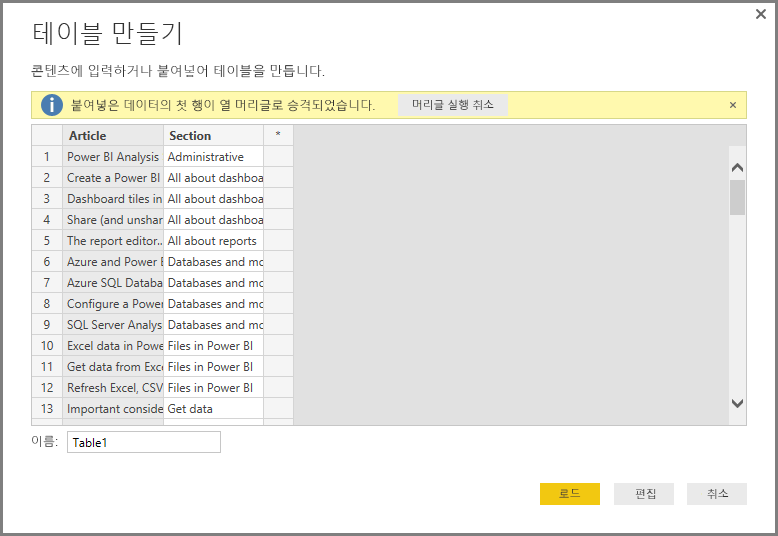 테이블 만들기
콘텐츠에 입력하거나 붙여넣어 테이블을 만듭니다.
i 붙여넣은 데이터의 첫 행이 열 머리글로 승격되었습니다. 머리글 실행 취소
Article Section *
1 Power BI Analysis Administrative
2 Create a Power BI All about dashboa
3 Dashboard tiles in All about dashboa
4 Share (and unshar All about dashboa
5 The report editor.. All about reports
6 Azure and Power B Databases and mo
7 Azure SQL Databa Databases and mo
8 Configure a Power Databases and mo
9 SQL Server Analys Databases and mo
10 Excel data in Powe Files in Power BI
11 Get data from Exce Files in Power BI
12 Refresh Excel, CSV Files in Power BI
13 Important conside Get data
이름: Table1
로드 편집 취소